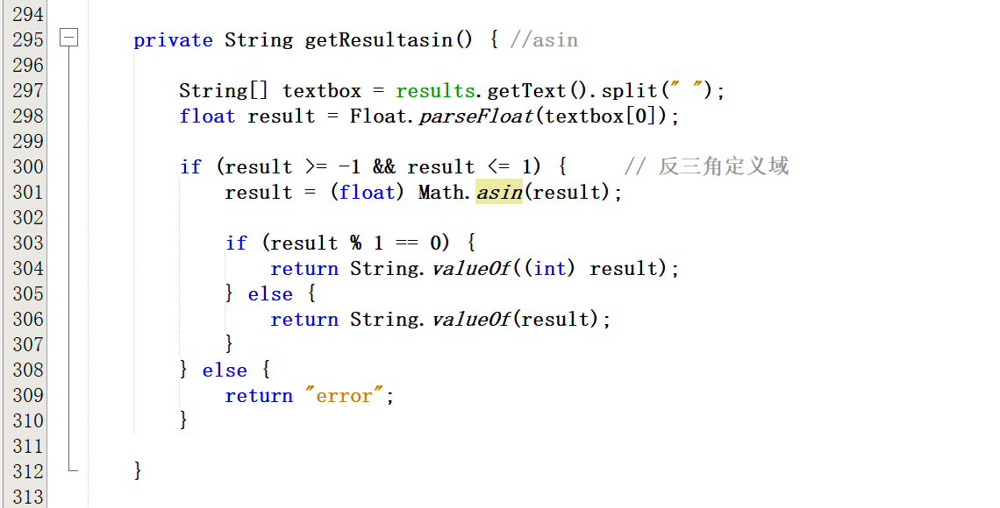 294
295 private String getResultasin() { //asin
296
297 String[] textbox = results.getText().split(" ");
298 float result = Float.parseFloat(textbox[0]);
299
300 if (result >= -1 && result <= 1) { // 反三角定义域
301 result = (float) Math.asin(result);
302
303 if (result % 1 == 0) {
304 return String.valueOf((int) result);
305 } else {
306 return String.valueOf(result);
307 }
308 } else {
309 return "error";
310 }
311
312 }
313